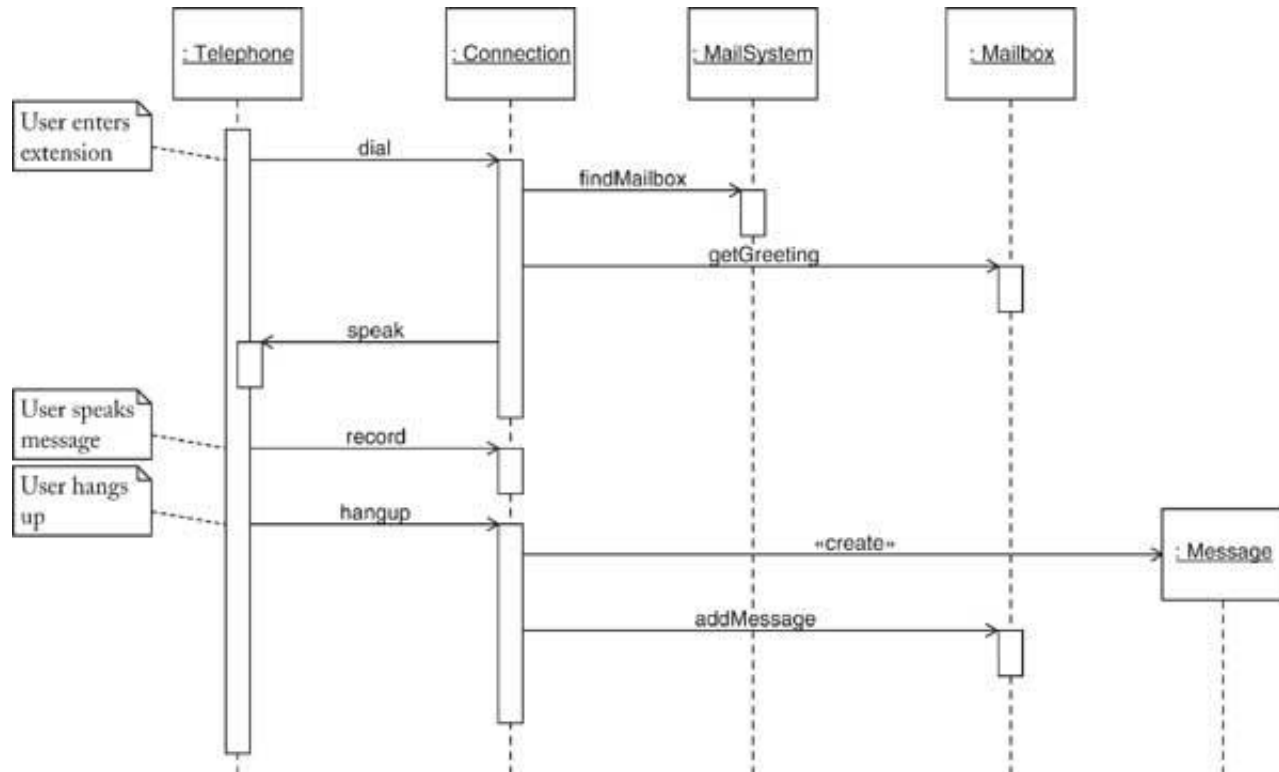 : Telephone
: Connection
: MailSystem
: Mailbox
User enters
extension
dial
findMailbox
getGreeting
speak
User speaks
message
record
User hangs
up
hangup
«create»
: Message
addMessage